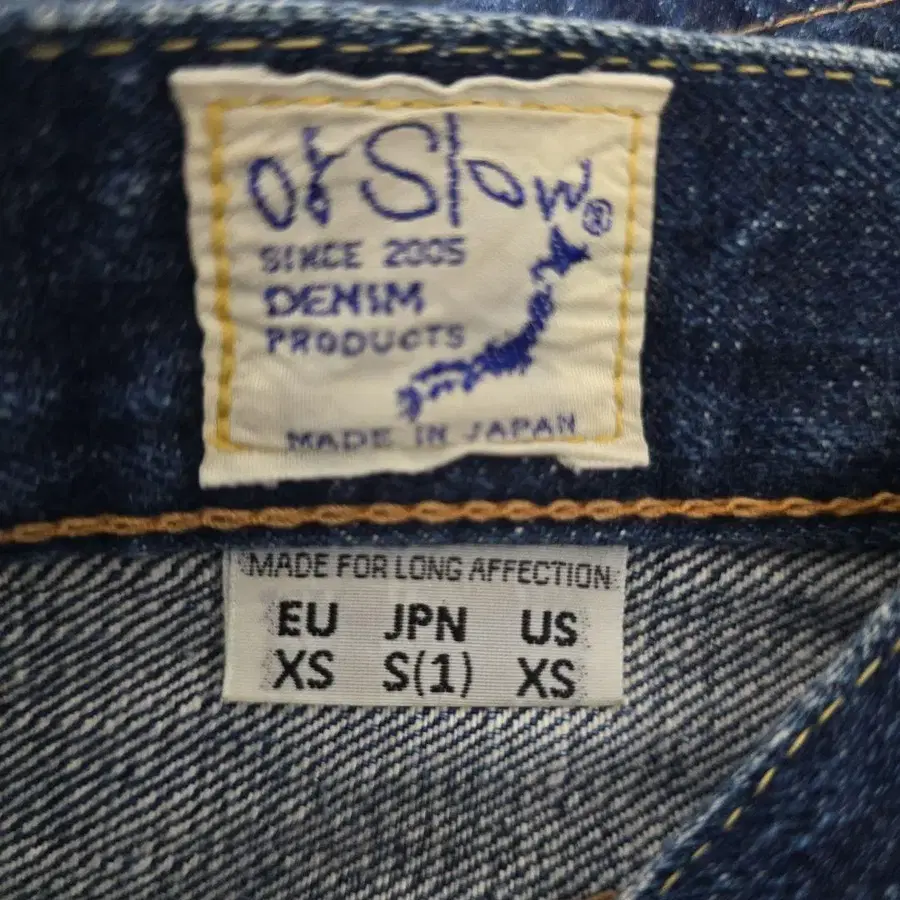 orSlow®
SINCE 2005
DENIM
PRODUCTS
MADE IN JAPAN
MADE FOR LONG AFFECTION
EU JPN US
XS S(1) XS